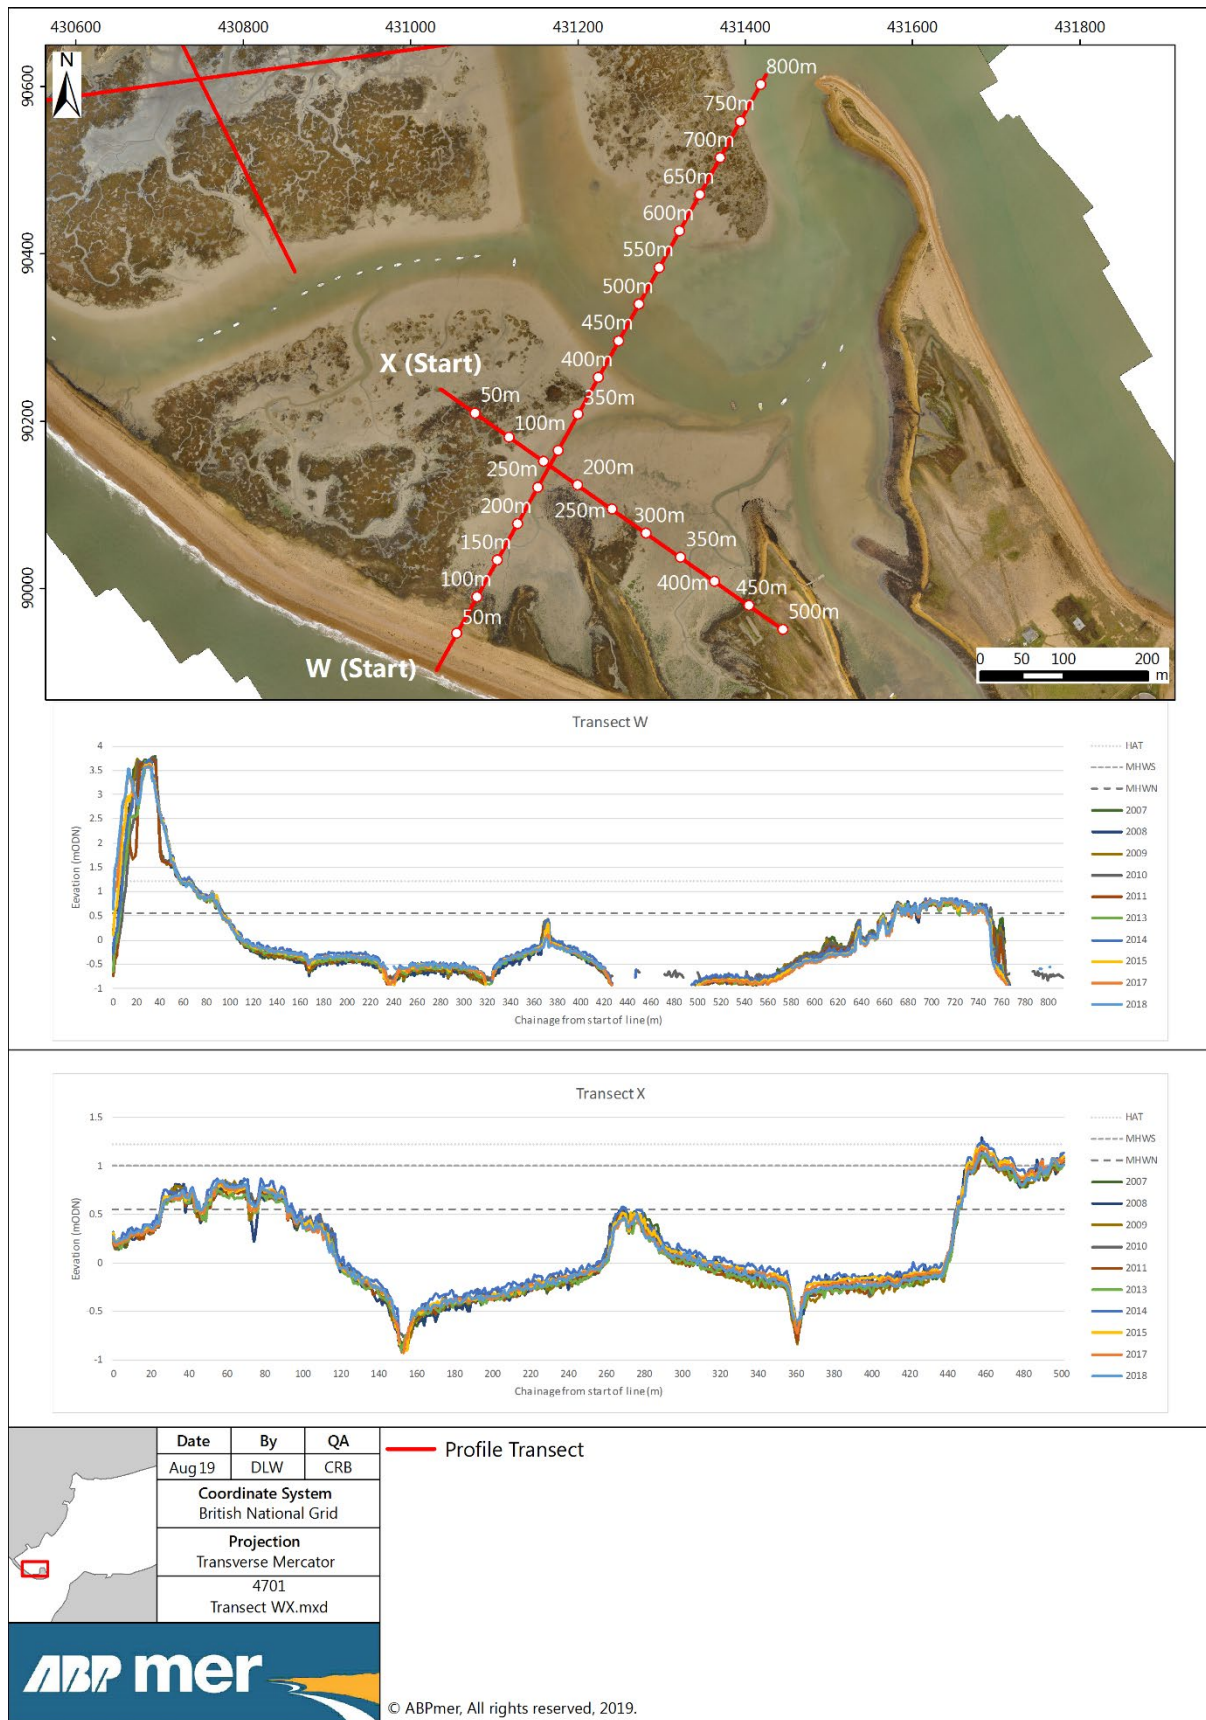 430600 430800 431000 431200 431400 431600 431800
90600
90400
90200
90000
N
800m
750m
700m
650m
600m
550m
500m
450m
400m
350m
X (Start)
50m
100m
250m
200m
200m
250m
300m
150m
350m
100m
400m
450m
50m
500m
W (Start)
0 50 100 200
m
Transect W
Eevation (mODN)
4
3.5
3
2.5
2
1.5
1
0.5
0
-0.5
-1
0 20 40 60 80 100 120 140 160 180 200 220 240 260 280 300 320 340 360 380 400 420 440 460 480 500 520 540 560 580 600 620 640 660 680 700 720 740 760 780 800
Chainage from start of line (m)
HAT
MHWS
MHWN
2007
2008
2009
2010
2011
2013
2014
2015
2017
2018
Transect X
Eevation (mODN)
1.5
1
0.5
0
-0.5
-1
0 20 40 60 80 100 120 140 160 180 200 220 240 260 280 300 320 340 360 380 400 420 440 460 480 500
Chainage from start of line (m)
HAT
MHWS
MHWN
2007
2008
2009
2010
2011
2013
2014
2015
2017
2018
Date By QA
Aug 19 DLW CRB
Coordinate System
British National Grid
Projection
Transverse Mercator
4701
Transect WX.mxd
ABP mer
Profile Transect
© ABPmer, All rights reserved, 2019.